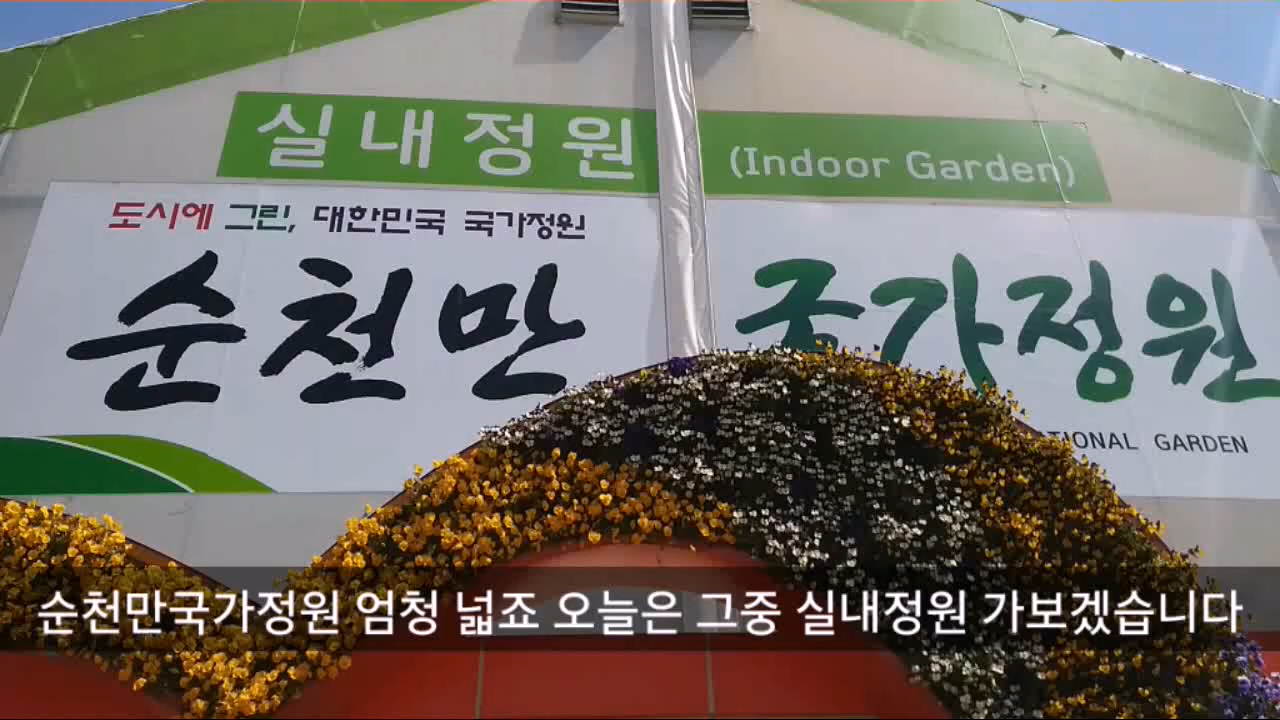 실내정원 (Indoor Garden)
도시에 그린, 대한민국 국가정원
순천만 국가정원
GARDEN
순천만국가정원 엄청 넓죠 오늘은 그중 실내정원 가보겠습니다